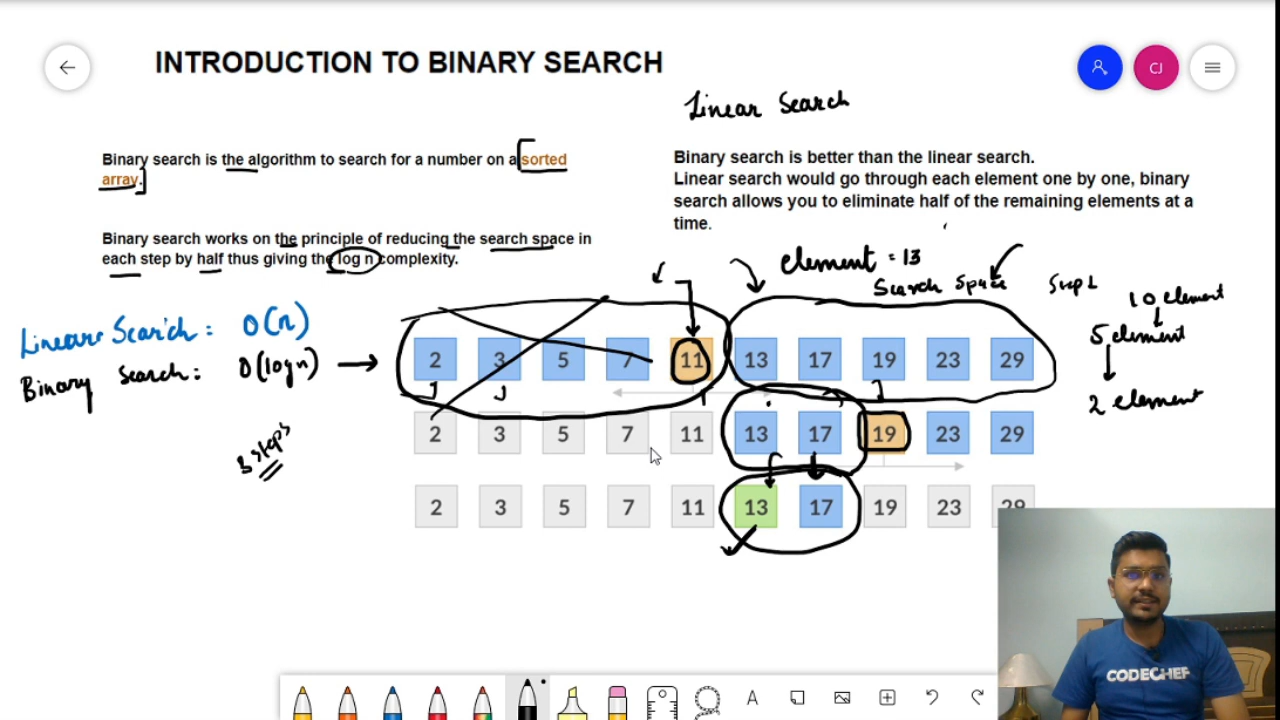 INTRODUCTION TO BINARY SEARCH
CJ
Linear Search
Binary search is the algorithm to search for a number on a sorted
array.
Binary search works on the principle of reducing the search space in
each step by half thus giving the log n complexity.
Binary search is better than the linear search.
Linear search would go through each element one by one, binary
search allows you to eliminate half of the remaining elements at a
time.
element = 13
Search Space
10 element
5 element
2 element
Linear Search : O(n)
Binary Search : O(logn)
3 steps
2 3 5 7 11 13 17 19 23 29
2 3 5 7 11 13 17 19 23 29
2 3 5 7 11 13 17 19 23 29
CODECHEF
A